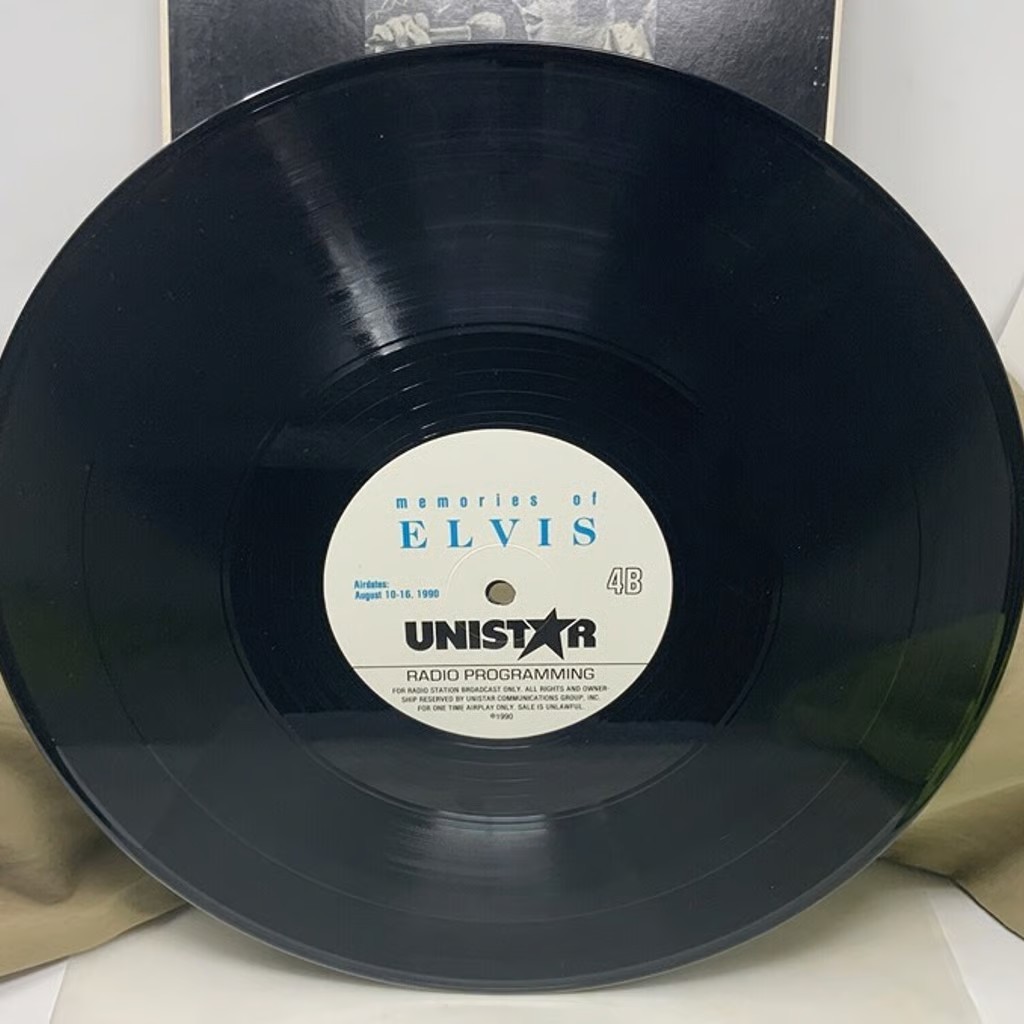 memories of
ELVIS
Airdates:
August 10-16, 1990
4B
UNISTAR
RADIO PROGRAMMING
FOR RADIO STATION BROADCAST ONLY. ALL RIGHTS AND OWNER-
SHIP RESERVED BY UNISTAR COMMUNICATIONS GROUP, INC.
FOR ONE TIME AIRPLAY ONLY. SALE IS UNLAWFUL.
©1990